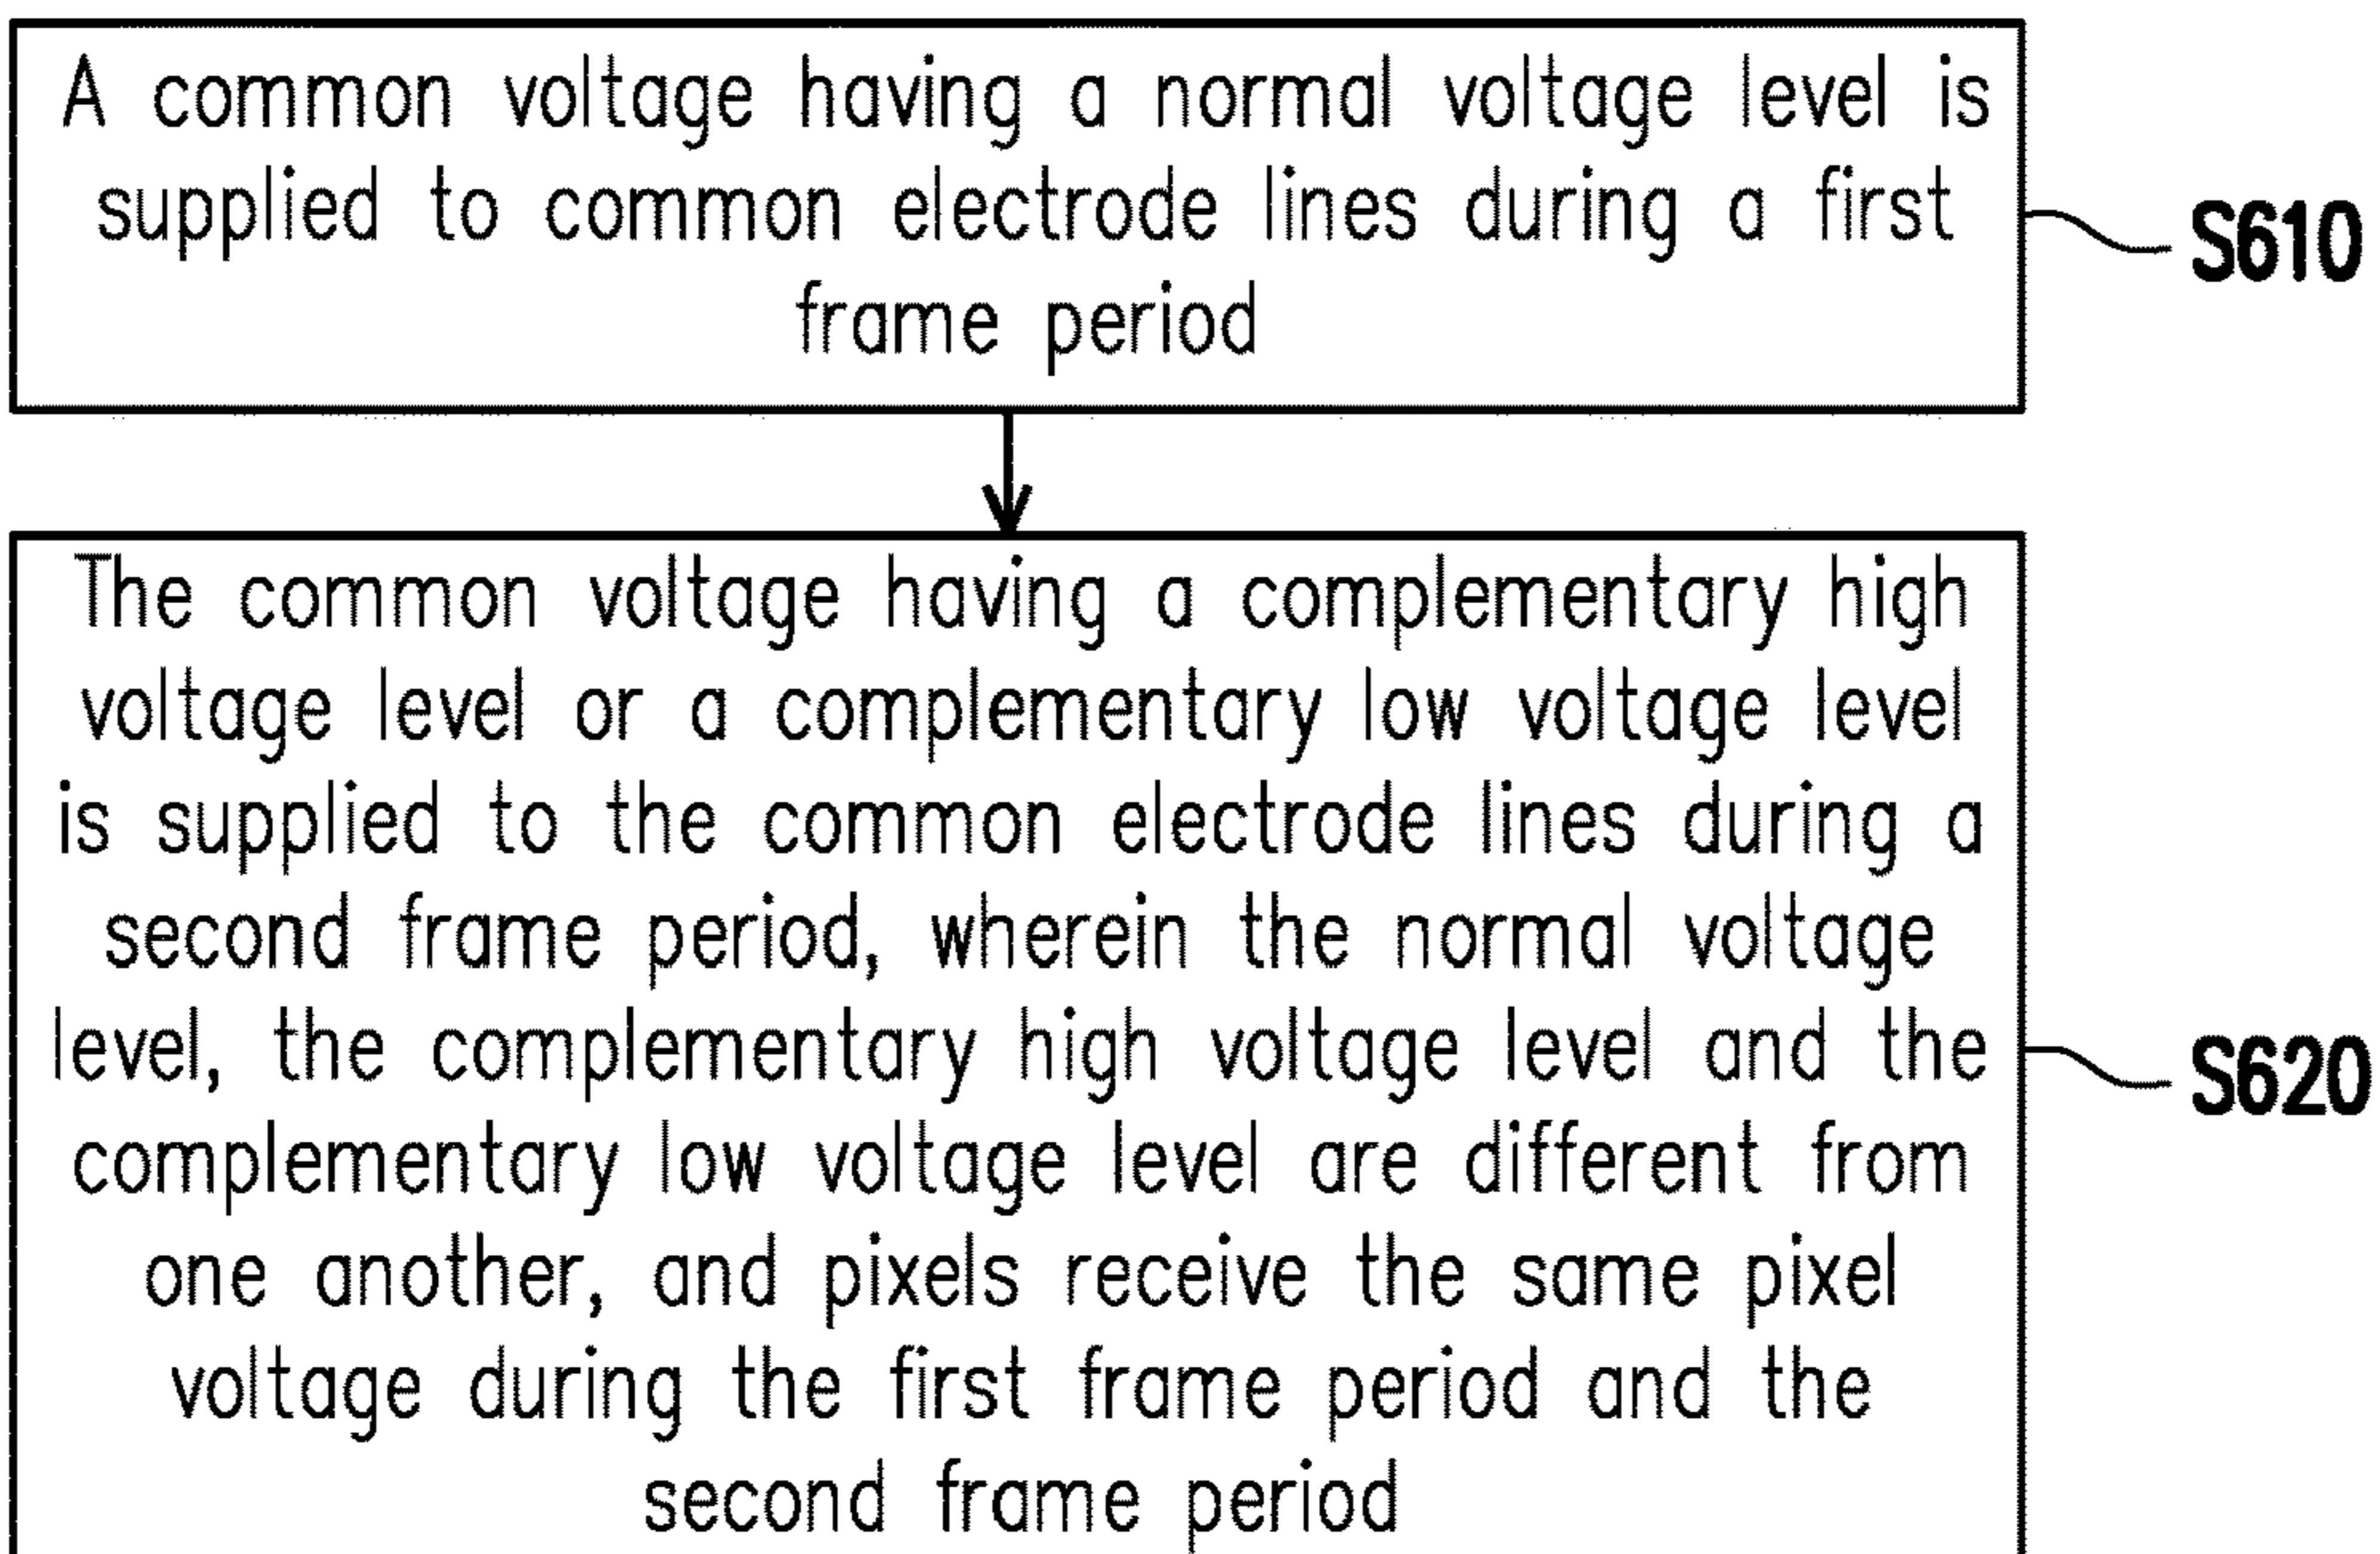 A common voltage having a normal voltage level is
supplied to common electrode lines during a first
frame period
S610
The common voltage having a complementary high
voltage level or a complementary low voltage level
is supplied to the common electrode lines during a
second frame period, wherein the normal voltage
level, the complementary high voltage level and the
complementary low voltage level are different from
one another, and pixels receive the same pixel
voltage during the first frame period and the
second frame period
S620